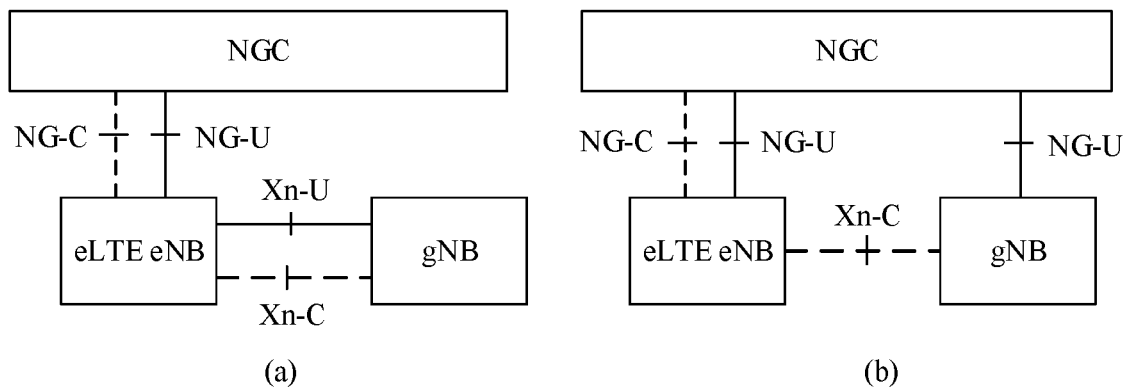 NGC
NG-C
NG-U
Xn-U
eLTE eNB
gNB
Xn-C
(a)
NGC
NG-C
NG-U
NG-U
Xn-C
eLTE eNB
gNB
(b)